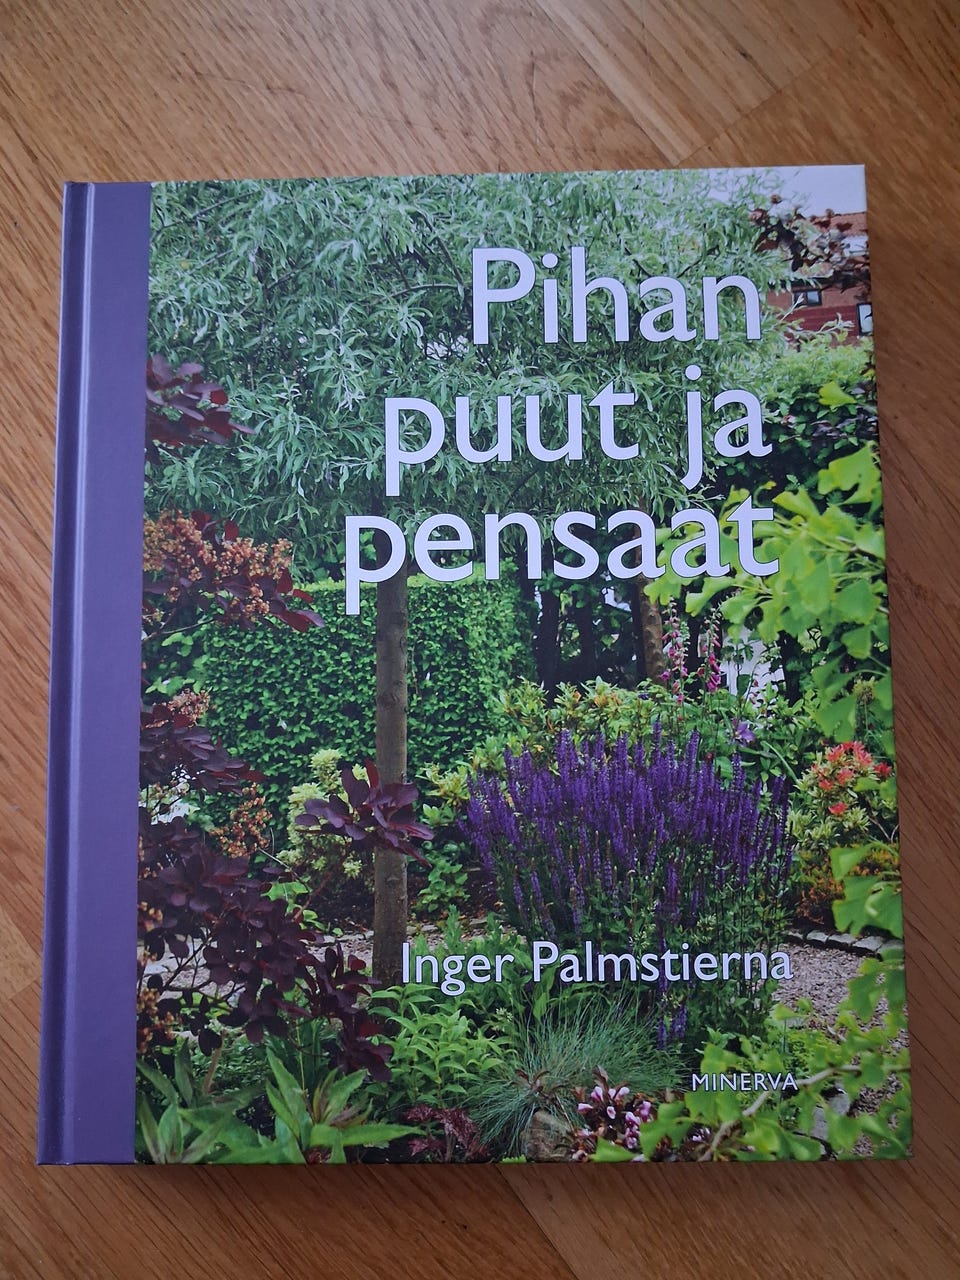 Pihan
puut ja
pensaat
Inger Palmstierna
MINERVA